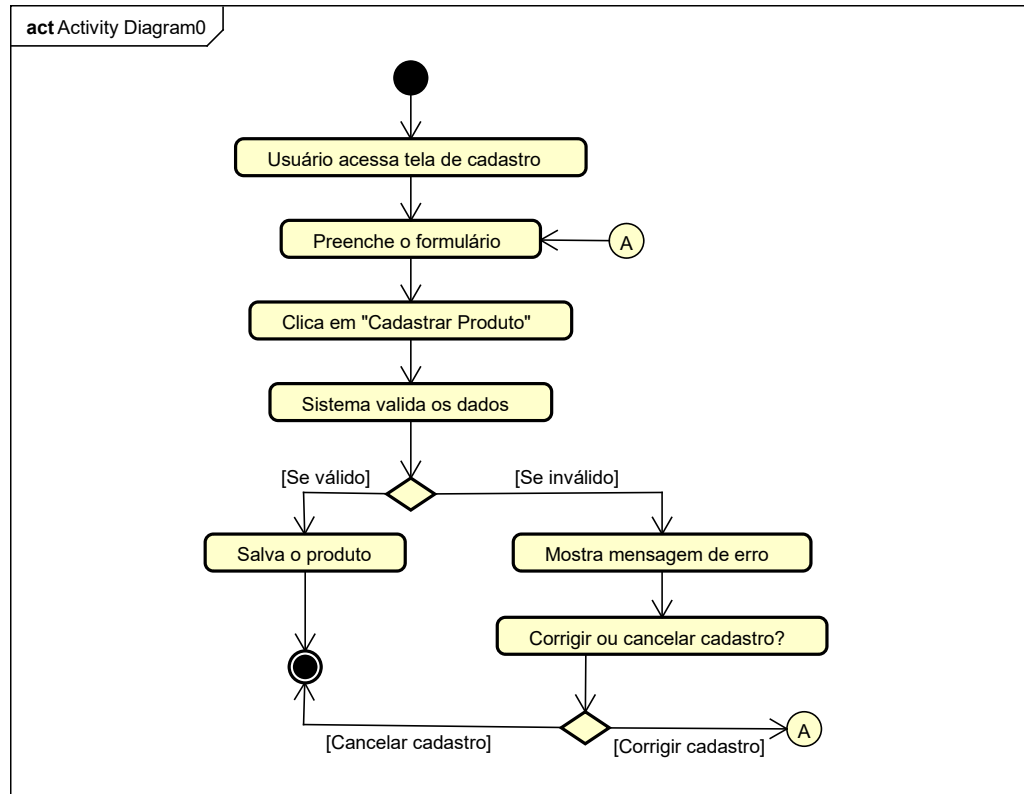 act Activity Diagram0
Usuário acessa tela de cadastro
Preenche o formulário
A
Clica em "Cadastrar Produto"
Sistema valida os dados
[Se válido]
[Se inválido]
Salva o produto
Mostra mensagem de erro
Corrigir ou cancelar cadastro?
[Cancelar cadastro]
[Corrigir cadastro]
A